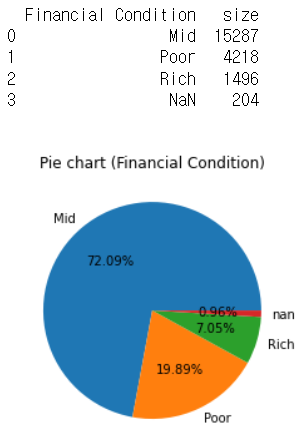 Financial Condition size
0 Mid 15287
1 Poor 4218
2 Rich 1496
3 NaN 204
Pie chart (Financial Condition)
Mid
72.09%
0.96%
nan
7.05%
Rich
19.89%
Poor